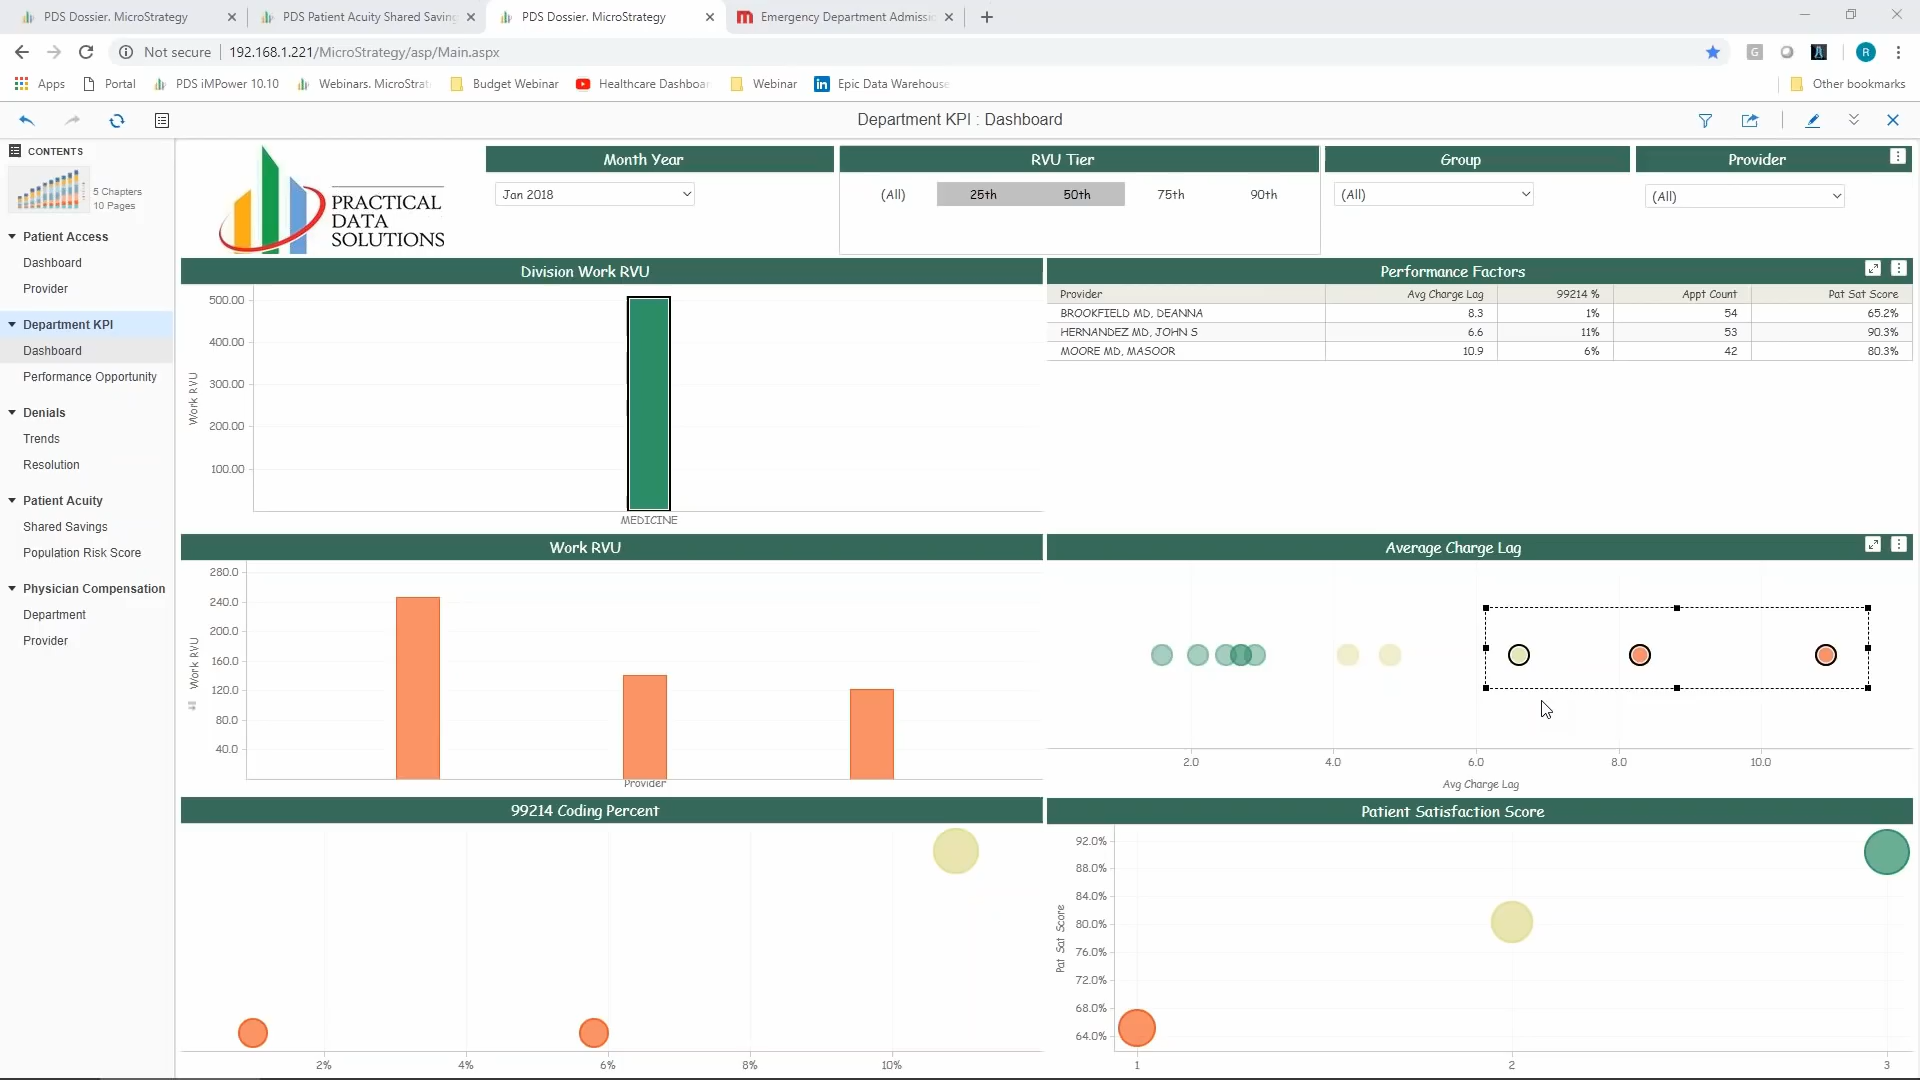 PDS Dossier. MicroStrategy
PDS Patient Acuity Shared Saving
PDS Dossier. MicroStrategy
Emergency Department Admissio
Not secure
192.168.1.221/MicroStrategy/asp/Main.aspx
G
R
Apps
Portal
PDS iMPower 10.10
Webinars. MicroStrat
Budget Webinar
Healthcare Dashboar
Webinar
Epic Data Warehouse
Other bookmarks
Department KPI : Dashboard
CONTENTS
5 Chapters
10 Pages
Patient Access
Dashboard
Provider
Department KPI
Dashboard
Performance Opportunity
Denials
Trends
Resolution
Patient Acuity
Shared Savings
Population Risk Score
Physician Compensation
Department
Provider
PRACTICAL
DATA
SOLUTIONS
Month Year
Jan 2018
RVU Tier
(All) 25th 50th 75th 90th
Group
(All)
Provider
(All)
Division Work RVU
500.00
400.00
300.00
200.00
100.00
Work RVU
MEDICINE
Performance Factors
Provider Avg Charge Lag 99214 % Appt Count Pat Sat Score
BROOKFIELD MD, DEANNA 8.3 1% 54 65.2%
HERNANDEZ MD, JOHN S 6.6 11% 53 90.3%
MOORE MD, MASOOR 10.9 6% 42 80.3%
Work RVU
280.0
240.0
200.0
160.0
120.0
80.0
40.0
Work RVU
Provider
Average Charge Lag
2.0 4.0 6.0 8.0 10.0
Avg Charge Lag
99214 Coding Percent
2% 4% 6% 8% 10%
Patient Satisfaction Score
92.0%
88.0%
84.0%
80.0%
76.0%
72.0%
68.0%
64.0%
Pat Sat Score
1 2 3